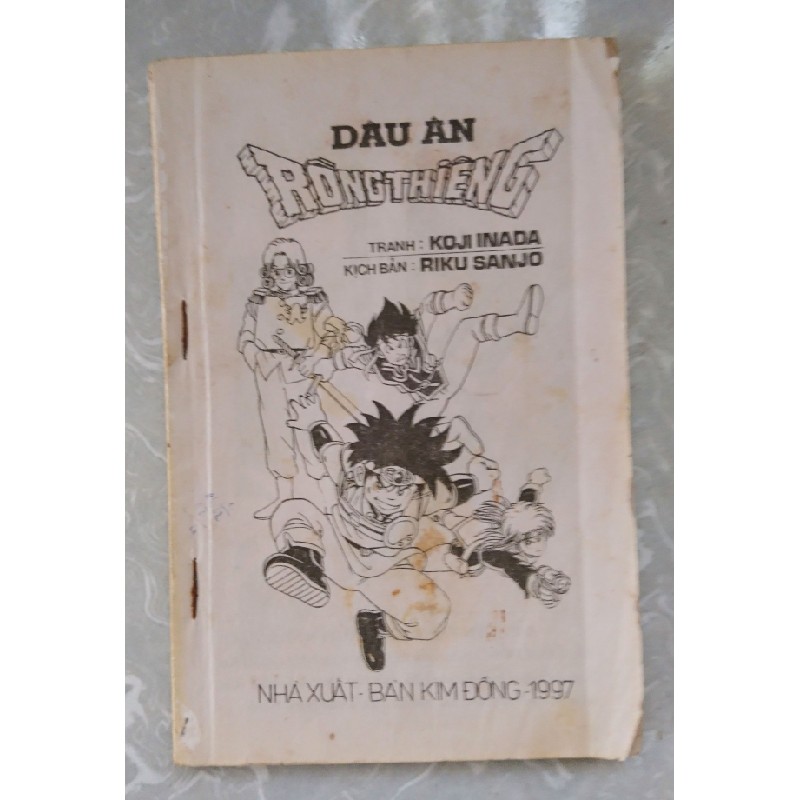 DẤU ẤN
RỒNG THIÊNG
TRANH : KOJI INADA
KỊCH BẢN : RIKU SANJO
NHÀ XUẤT - BẢN KIM ĐỒNG - 1997